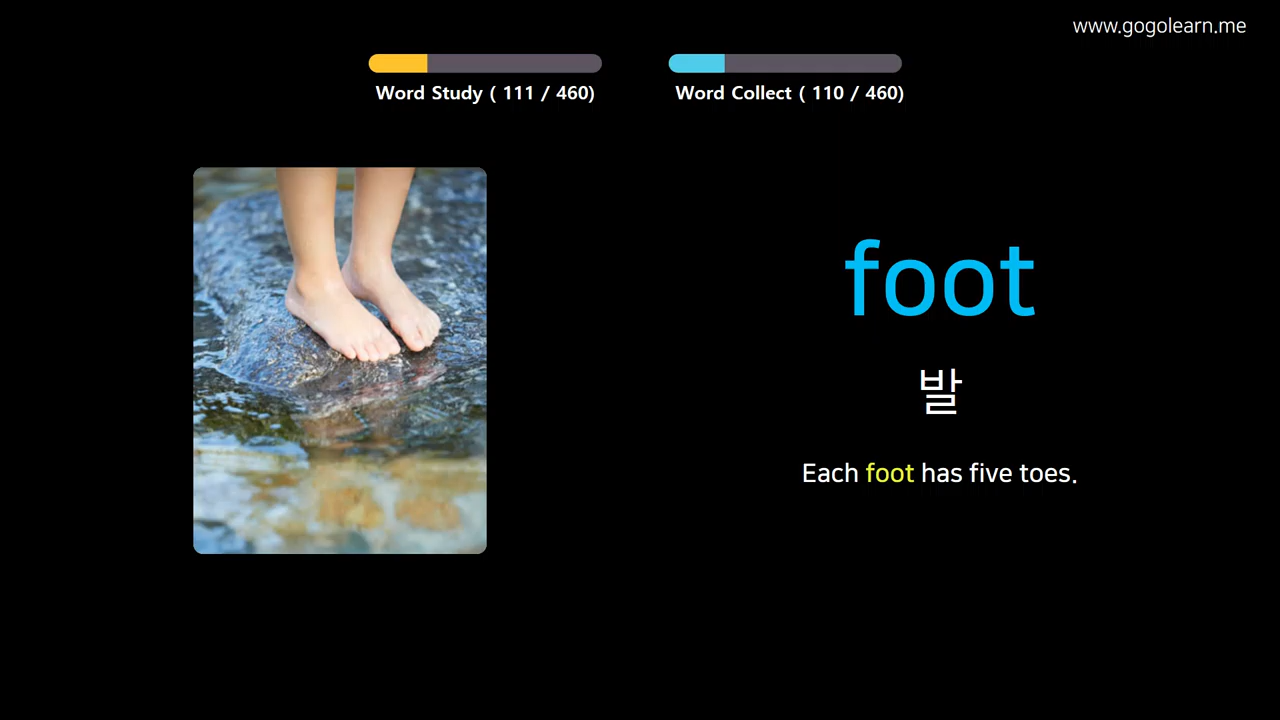 www.gogolearn.me
Word Study ( 111 / 460)
Word Collect ( 110 / 460)
foot
발
Each foot has five toes.